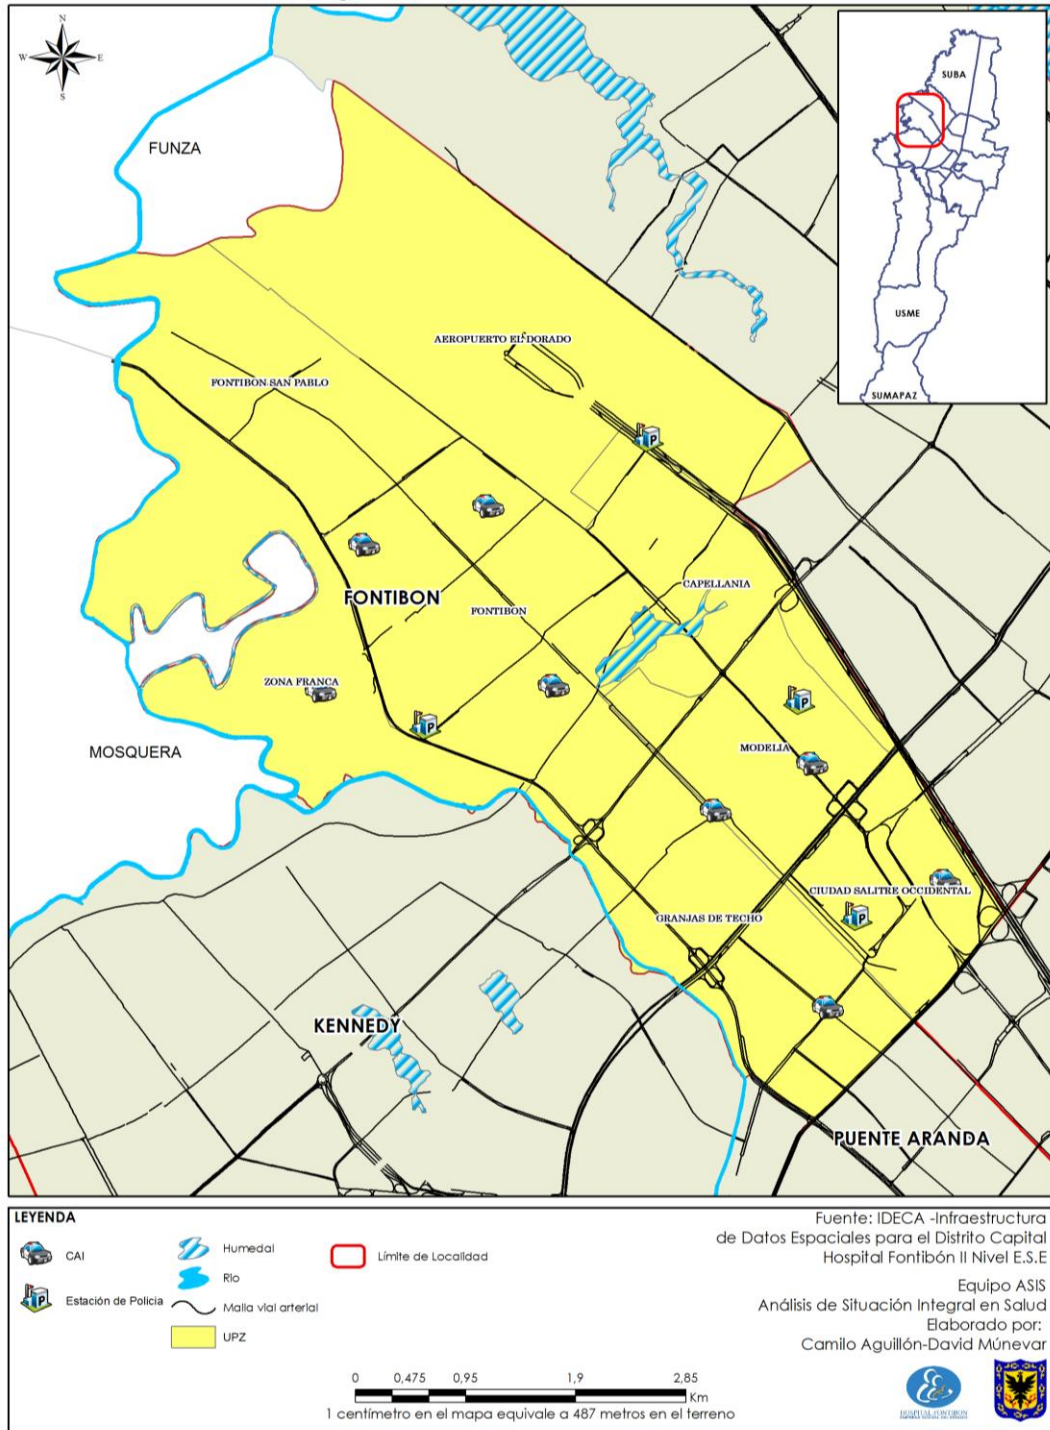 N
W
E
S
SUBA
USME
SUMAPAZ
FUNZA
AEROPUERTO EL DORADO
FONTIBON SAN PABLO
CAPELLANIA
FONTIBON
FONTIBON
ZONA FRANCA
MOSQUERA
MODELIA
CIUDAD SALITRE OCCIDENTAL
GRANJAS DE TECHO
KENNEDY
PUENTE ARANDA
LEYENDA
CAI
Estación de Policia
Humedal
Rio
Malla vial arterial
UPZ
Límite de Localidad
Fuente: IDECA -Infraestructura
de Datos Espaciales para el Distrito Capital
Hospital Fontibón II Nivel E.S.E
Equipo ASIS
Análisis de Situación Integral en Salud
Elaborado por:
Camilo Aguillón-David Múnevar
0 0,475 0,95 1,9 2,85
Km
1 centímetro en el mapa equivale a 487 metros en el terreno
HOSPITAL FONTIBON